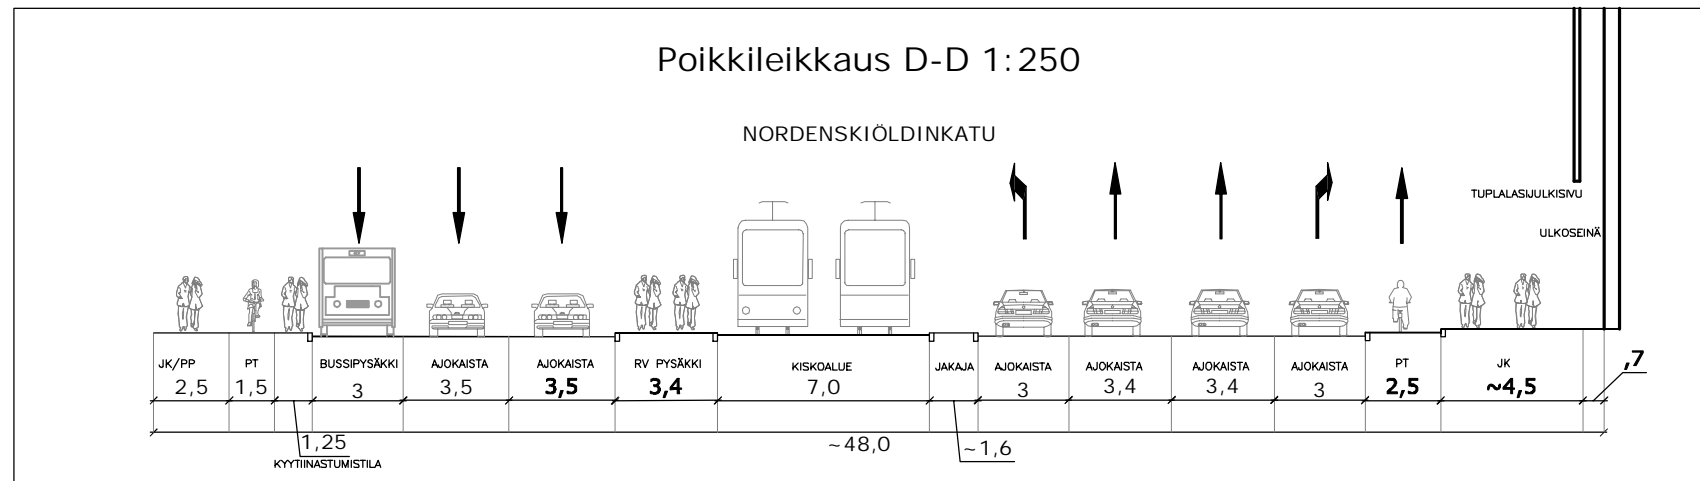 Poikkileikkaus D-D 1:250
NORDENSKIÖLDINKATU
TUPLALASIJULKISIVU
ULKOSEINÄ
JK/PP PT BUSSIPYSÄKKI AJOKAISTA AJOKAISTA RV PYSÄKKI KISKOALUE JAKAJA AJOKAISTA AJOKAISTA AJOKAISTA AJOKAISTA PT JK ,7
2,5 1,5 3 3,5 3,5 3,4 7,0 3 3,4 3,4 3 2,5 ~4,5
1,25 ~48,0 ~1,6
KYYTIINASTUMISTILA